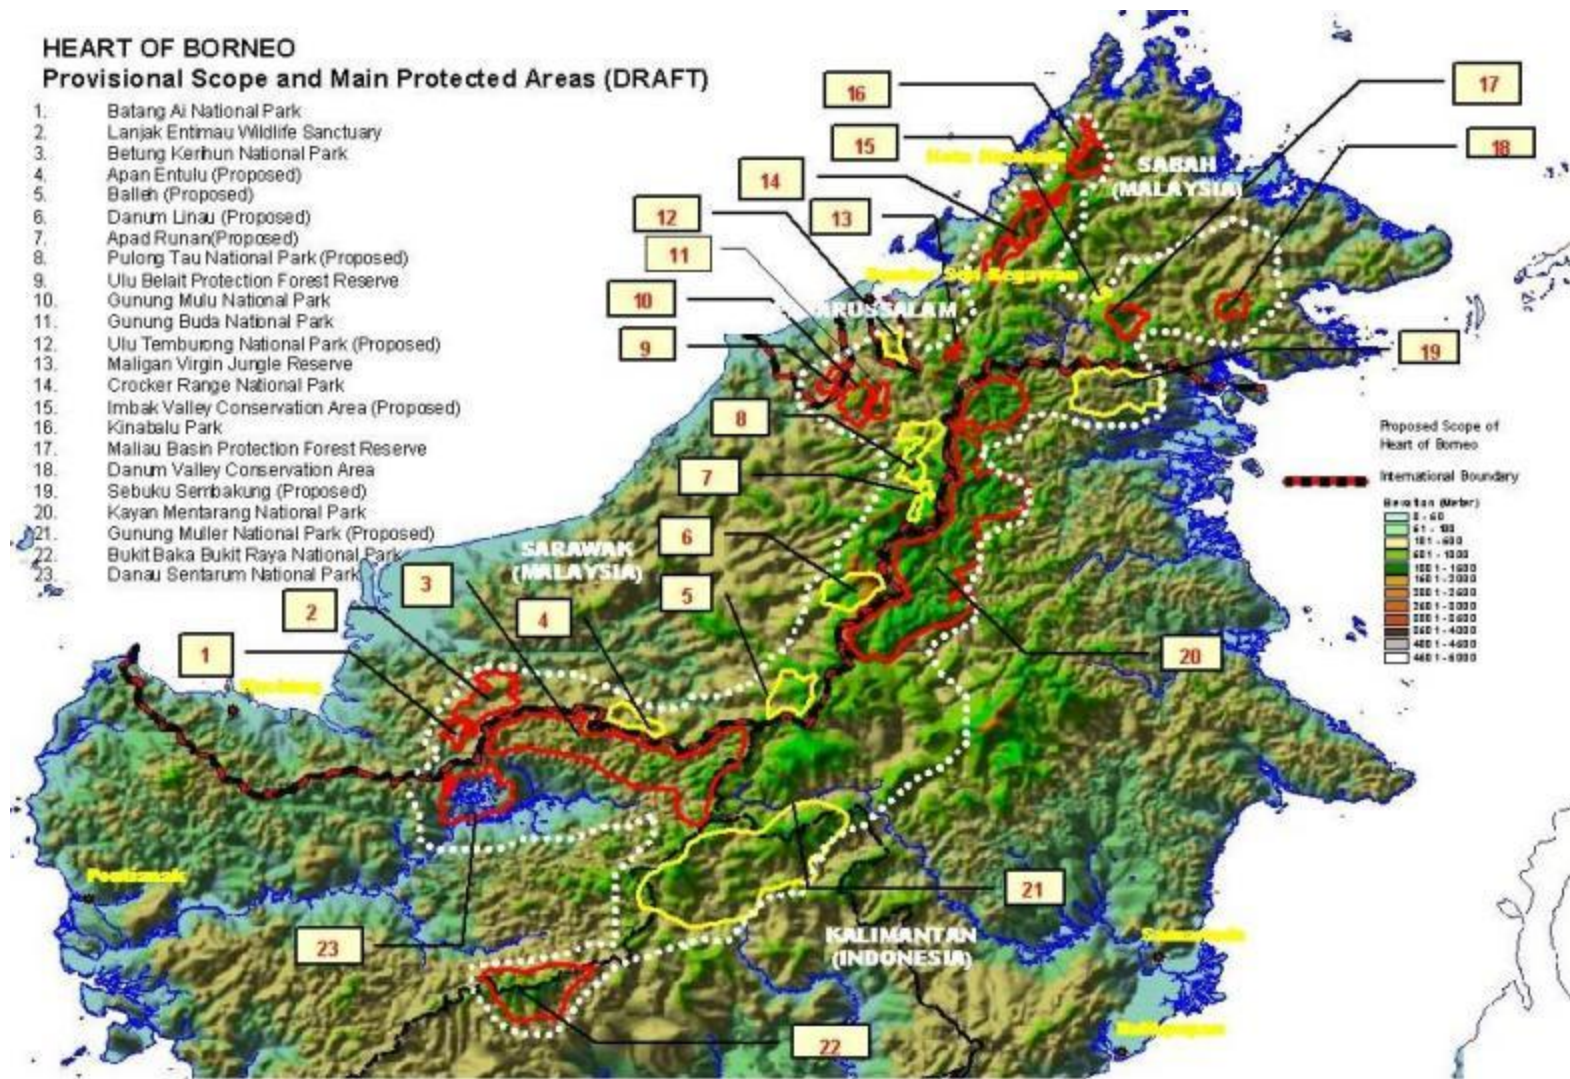 HEART OF BORNEO
Provisional Scope and Main Protected Areas (DRAFT)
1. Batang Ai National Park
2. Lanjak Entimau Wildlife Sanctuary
3. Betung Kerihun National Park
4. Apan Entulu (Proposed)
5. Balleh (Proposed)
6. Danum Linau (Proposed)
7. Apad Runan(Proposed)
8. Pulong Tau National Park (Proposed)
9. Ulu Belait Protection Forest Reserve
10. Gunung Mulu National Park
11. Gunung Buda National Park
12. Ulu Temburong National Park (Proposed)
13. Maligan Virgin Jungle Reserve
14. Crocker Range National Park
15. Imbak Valley Conservation Area (Proposed)
16. Kinabalu Park
17. Maliau Basin Protection Forest Reserve
18. Danum Valley Conservation Area
19. Sebuku Sembakung (Proposed)
20. Kayan Mentarang National Park
21. Gunung Muller National Park (Proposed)
22. Bukit Baka Bukit Raya National Park
23. Danau Sentarum National Park
16
17
15
18
SABAH
(MALAYSIA)
14
12
13
11
10
ARUSSALAM
9
19
8
Proposed Scope of
Heart of Borneo
7
International Boundary
6
SARAWAK
(MALAYSIA)
3
5
2
4
1
20
Pontianak
21
23
KALIMANTAN
(INDONESIA)
22